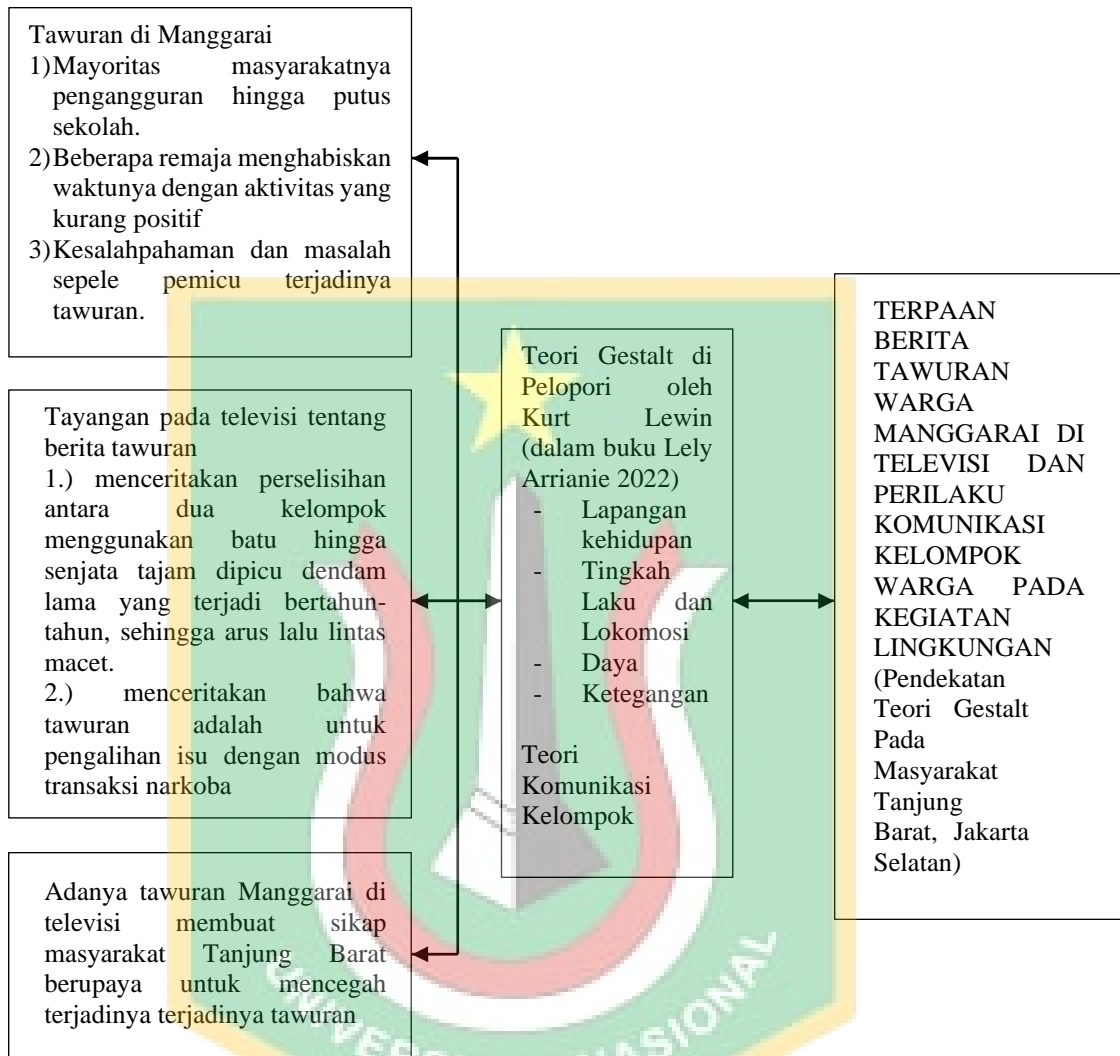 Tawuran di Manggarai
1)Mayoritas masyarakatnya
pengangguran hingga putus
sekolah.
2)Beberapa remaja menghabiskan
waktunya dengan aktivitas yang
kurang positif
3)Kesalahpahaman dan masalah
sepele pemicu terjadinya
tawuran.
Tayangan pada televisi tentang
berita tawuran
1.) menceritakan perselisihan
antara dua kelompok
menggunakan batu hingga
senjata tajam dipicu dendam
lama yang terjadi bertahun-
tahun, sehingga arus lalu lintas
macet.
2.) menceritakan bahwa
tawuran adalah untuk
pengalihan isu dengan modus
transaksi narkoba
Adanya tawuran Manggarai di
televisi membuat sikap
masyarakat Tanjung Barat
berupaya untuk mencegah
terjadinya terjadinya tawuran
Teori Gestalt di
Pelopori oleh
Kurt Lewin
(dalam buku Lely
Arrianie 2022)
- Lapangan
kehidupan
- Tingkah
Laku dan
Lokomosi
- Daya
- Ketegangan
Teori
Komunikasi
Kelompok
TERPAAN
BERITA
TAWURAN
WARGA
MANGGARAI DI
TELEVISI DAN
PERILAKU
KOMUNIKASI
KELOMPOK
WARGA PADA
KEGIATAN
LINGKUNGAN
(Pendekatan
Teori Gestalt
Pada
Masyarakat
Tanjung
Barat, Jakarta
Selatan)
UNIVERSITAS NASIONAL